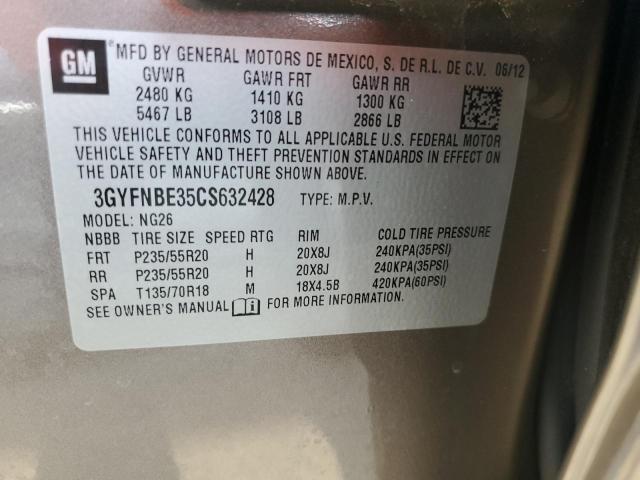 GM
MFD BY GENERAL MOTORS DE MEXICO, S. DE R.L. DE C.V. 06/12
GVWR GAWR FRT GAWR RR
2480 KG 1410 KG 1300 KG
5467 LB 3108 LB 2866 LB
THIS VEHICLE CONFORMS TO ALL APPLICABLE U.S. FEDERAL MOTOR
VEHICLE SAFETY AND THEFT PREVENTION STANDARDS IN EFFECT ON
THE DATE OF MANUFACTURE SHOWN ABOVE.
3GYFNBE35CS632428 TYPE: M.P.V.
MODEL: NG26
NBBB TIRE SIZE SPEED RTG RIM COLD TIRE PRESSURE
FRT P235/55R20 H 20X8J 240KPA(35PSI)
RR P235/55R20 H 20X8J 240KPA(35PSI)
SPA T135/70R18 M 18X4.5B 420KPA(60PSI)
SEE OWNER'S MANUAL FOR MORE INFORMATION.